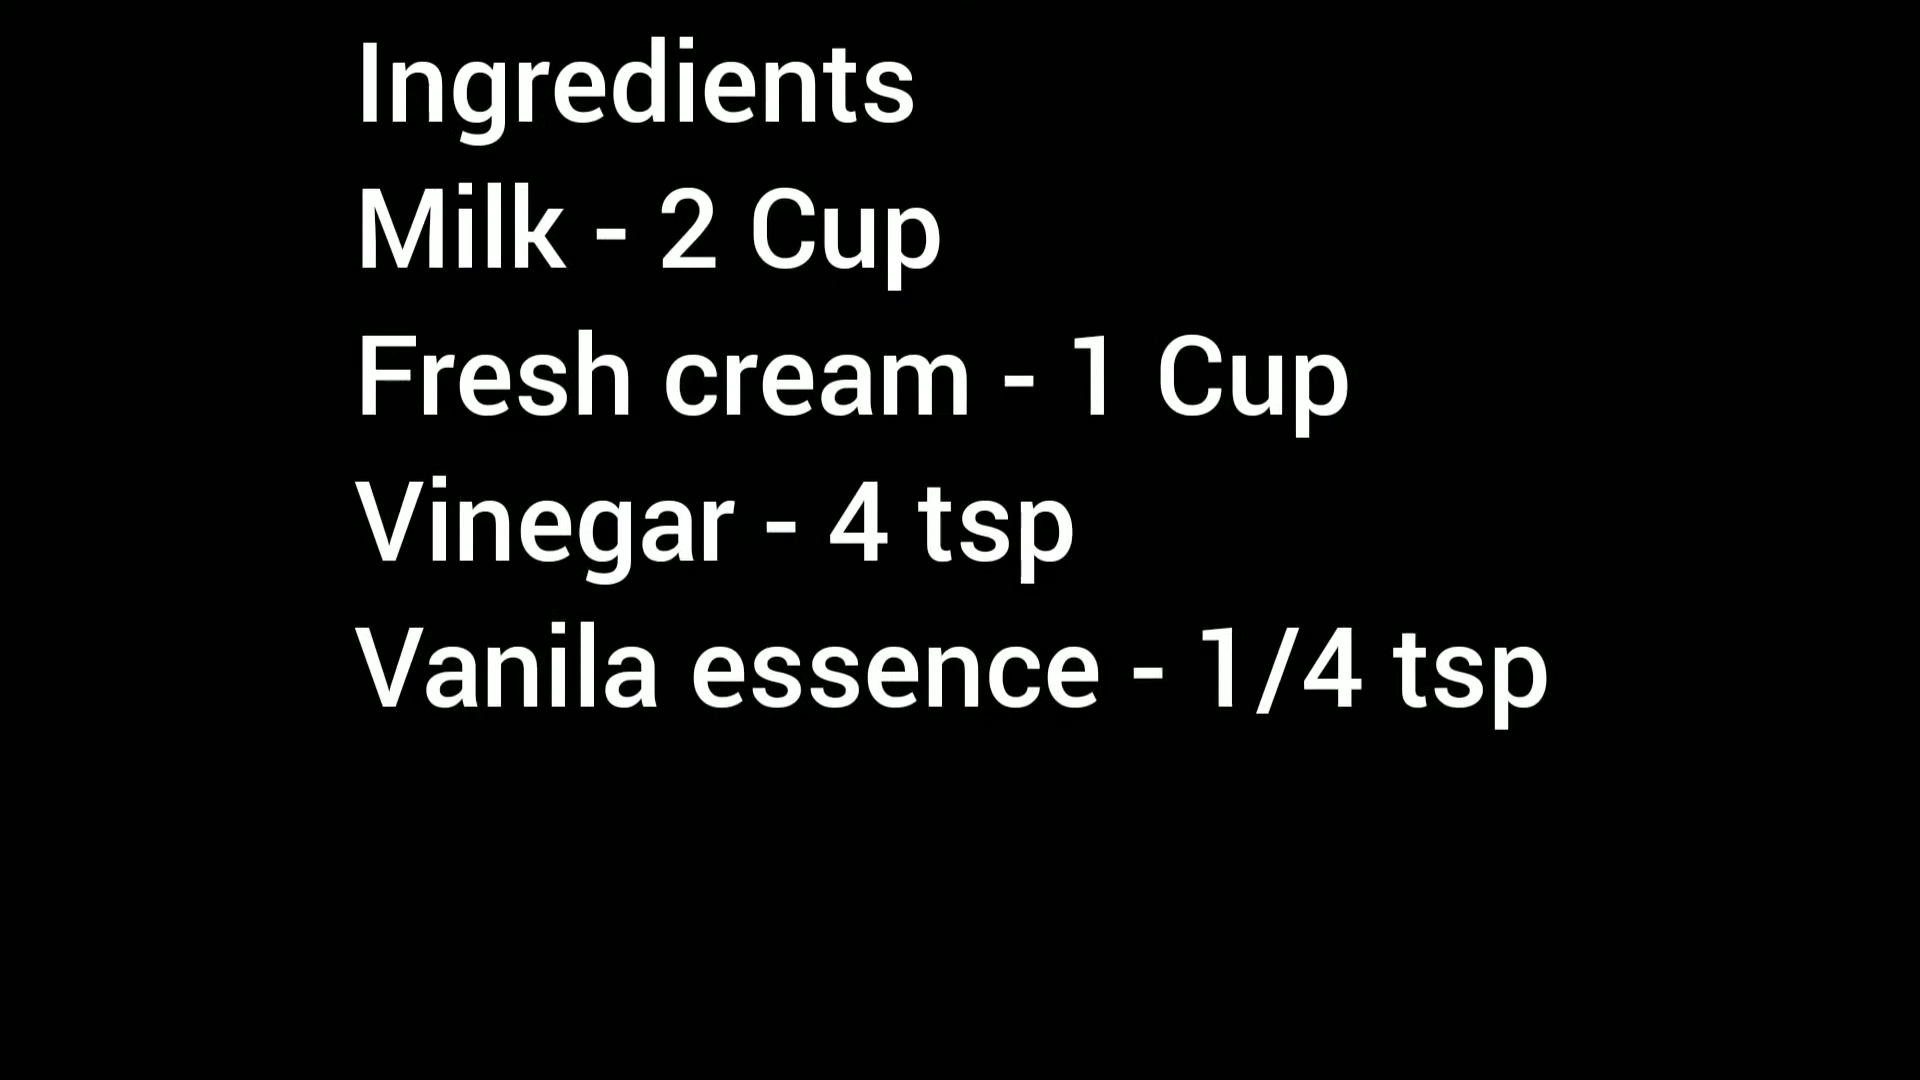 Ingredients
Milk - 2 Cup
Fresh cream - 1 Cup
Vinegar - 4 tsp
Vanila essence - 1/4 tsp